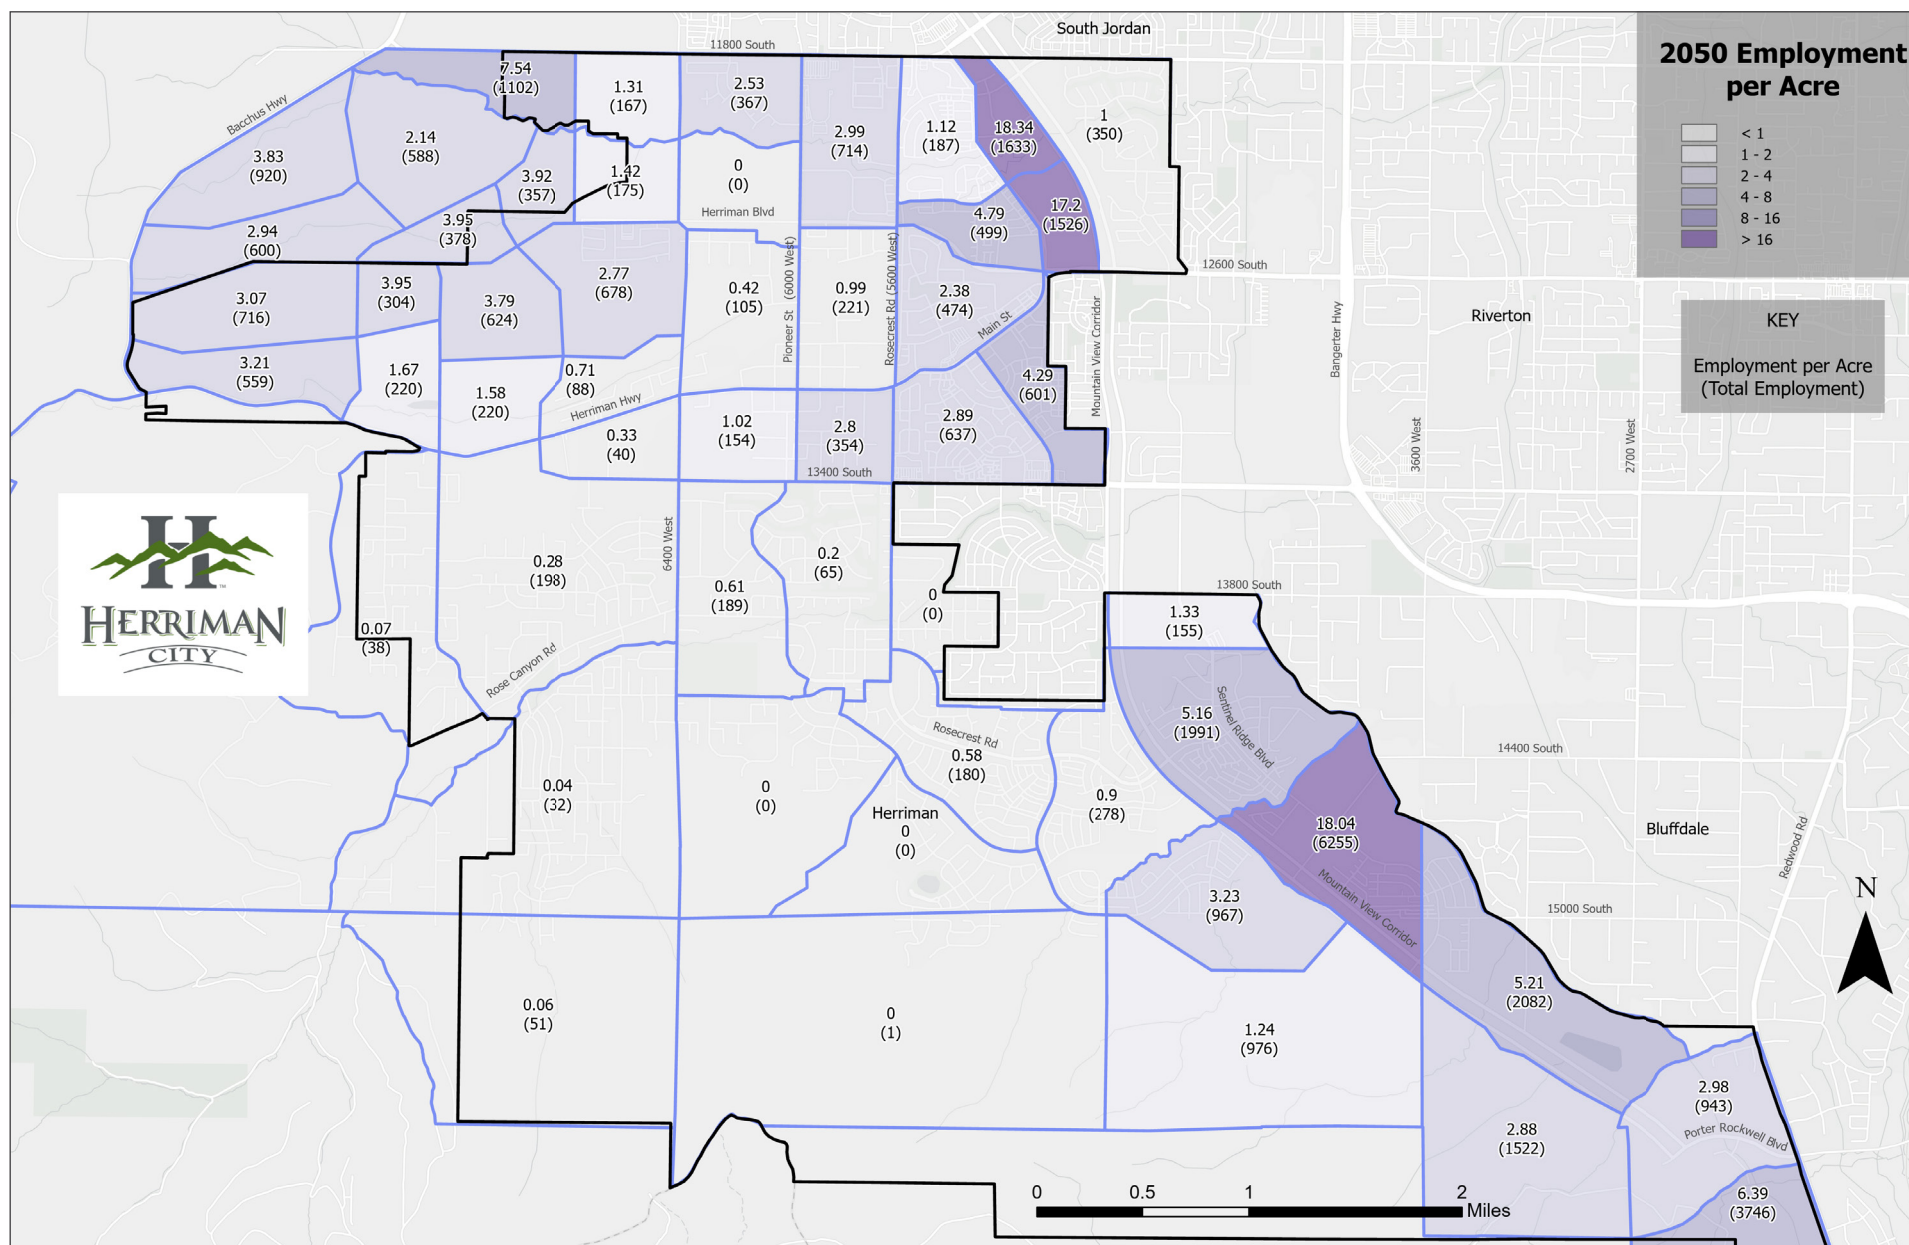 South Jordan
11800 South
2050 Employment
per Acre
< 1
1 - 2
2 - 4
4 - 8
8 - 16
> 16
KEY
Employment per Acre
(Total Employment)
Bacchus Hwy
7.54
(1102)
1.31
(167)
2.53
(367)
2.99
(714)
1.12
(187)
18.34
(1633)
1
(350)
2.14
(588)
3.83
(920)
3.92
(357)
1.42
(175)
0
(0)
Herriman Blvd
4.79
(499)
17.2
(1526)
3.95
(378)
2.94
(600)
12600 South
3.07
(716)
3.95
(304)
3.79
(624)
2.77
(678)
0.42
(105)
Pioneer St (6000 West)
0.99
(221)
Rosecrest Rd (5600 West)
2.38
(474)
Main St
Mountain View Corridor
Bangerter Hwy
Riverton
3.21
(559)
1.67
(220)
1.58
(220)
0.71
(88)
Herriman Hwy
0.33
(40)
1.02
(154)
2.8
(354)
2.89
(637)
4.29
(601)
13400 South
3600 West
2700 West
H
TM
HERRIMAN
CITY
0.28
(198)
6400 West
0.61
(189)
0.2
(65)
0
(0)
13800 South
1.33
(155)
0.07
(38)
Rose Canyon Rd
5.16
(1991)
Sentinel Ridge Blvd
Rosecrest Rd
0.58
(180)
14400 South
0.04
(32)
0
(0)
Herriman
0
(0)
0.9
(278)
18.04
(6255)
Bluffdale
Redwood Rd
3.23
(967)
Mountain View Corridor
15000 South
N
0.06
(51)
0
(1)
1.24
(976)
5.21
(2082)
2.98
(943)
2.88
(1522)
Porter Rockwell Blvd
6.39
(3746)
0 0.5 1 2
Miles